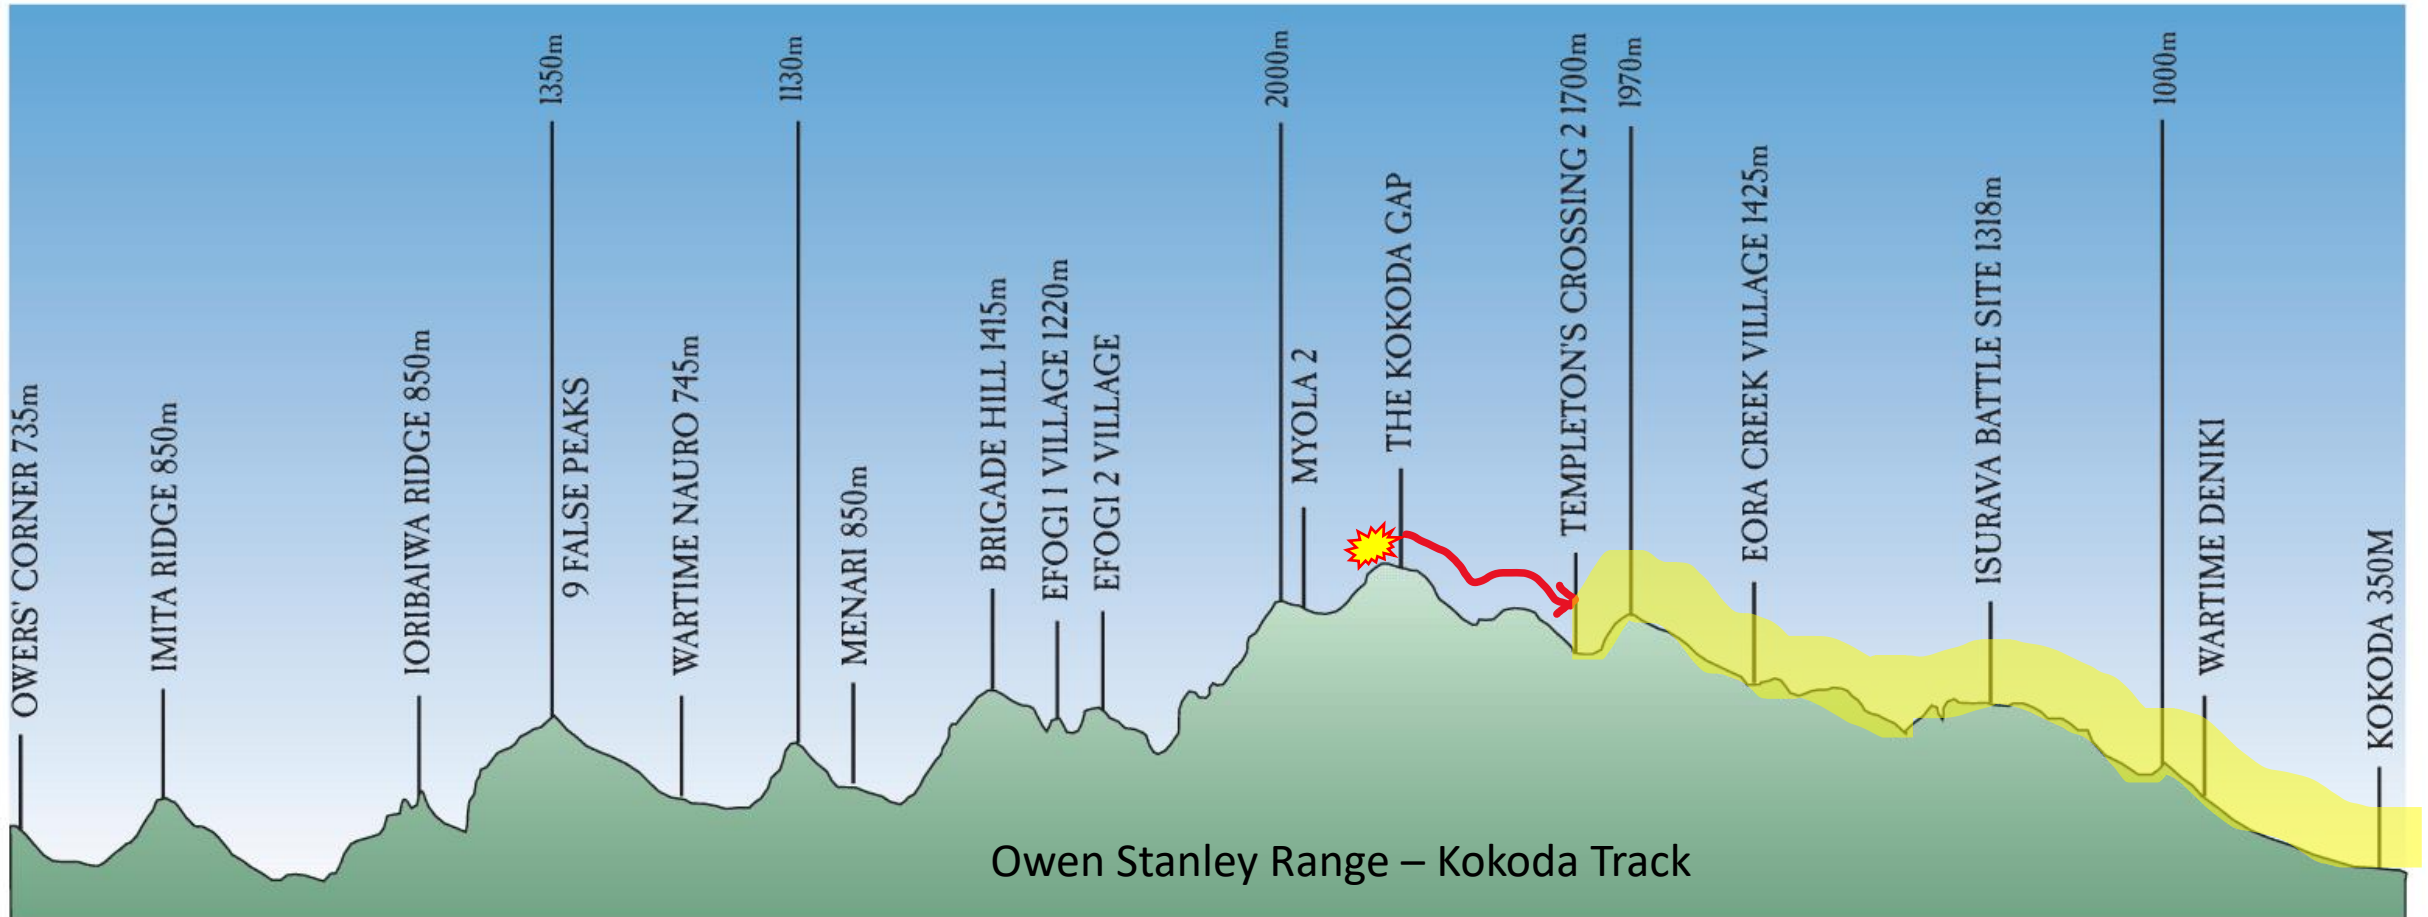 OWERS' CORNER 735m
IMITA RIDGE 850m
IORIBAIWA RIDGE 850m
1350m
9 FALSE PEAKS
WARTIME NAURO 745m
1130m
MENARI 850m
BRIGADE HILL 1415m
EFOGI 1 VILLAGE 1220m
EFOGI 2 VILLAGE
2000m
MYOLA 2
THE KOKODA GAP
TEMPLETON'S CROSSING 2 1700m
1970m
EORA CREEK VILLAGE 1425m
ISURAVA BATTLE SITE 1318m
1000m
WARTIME DENIKI
KOKODA 350M
Owen Stanley Range – Kokoda Track